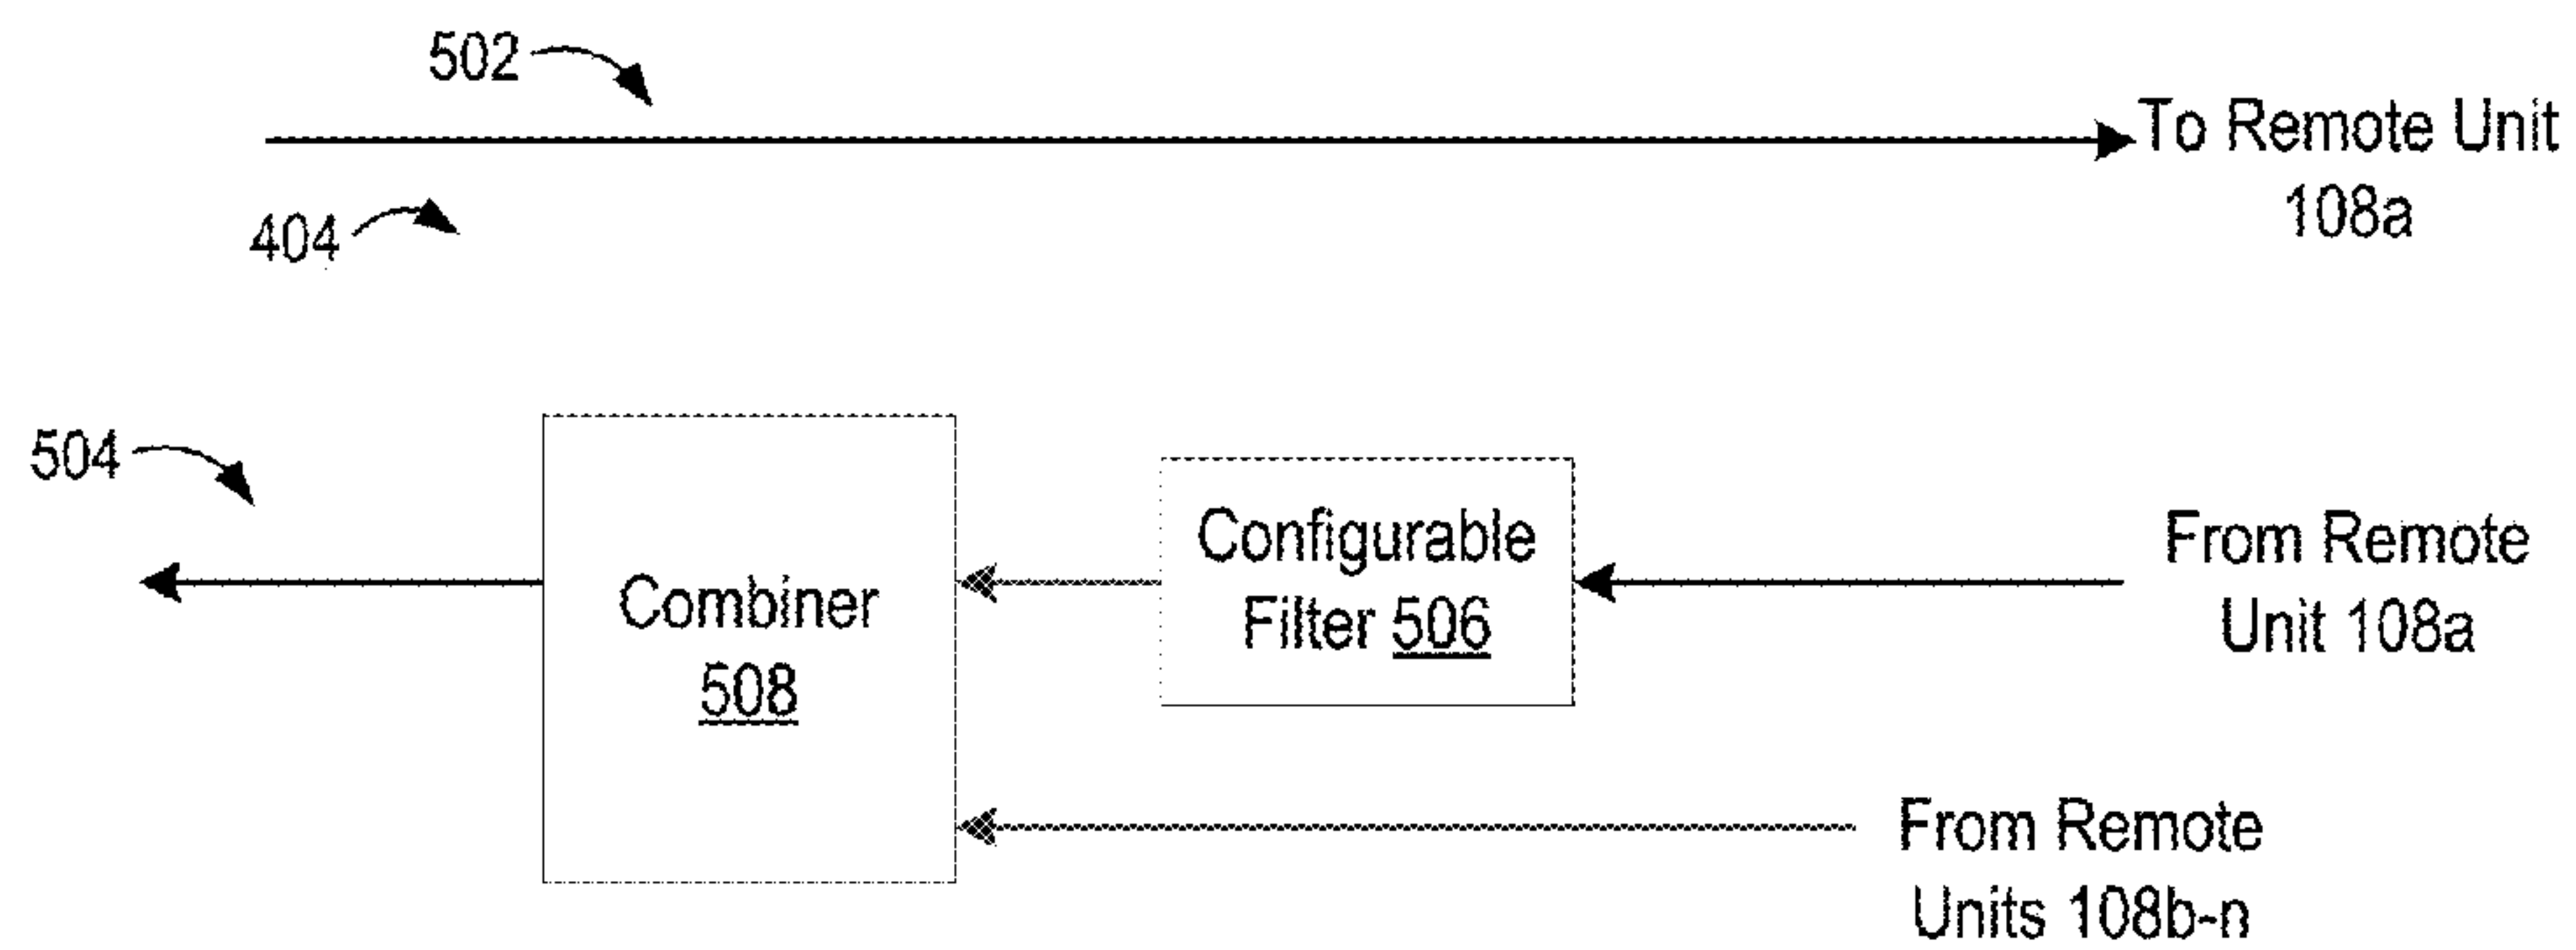 502
To Remote Unit
108a
404
504
Combiner
508
Configurable
Filter 506
From Remote
Unit 108a
From Remote
Units 108b-n